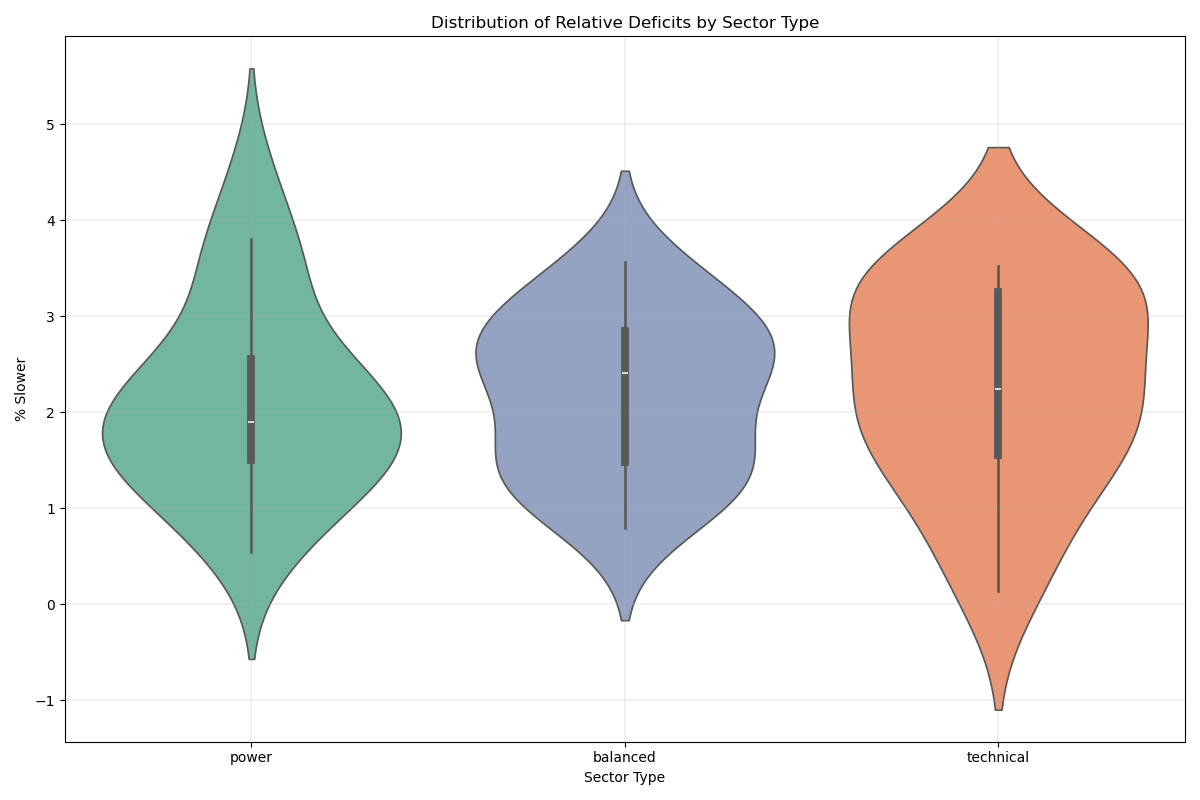 Distribution of Relative Deficits by Sector Type
% Slower
5
4
3
2
1
0
−1
power
balanced
technical
Sector Type